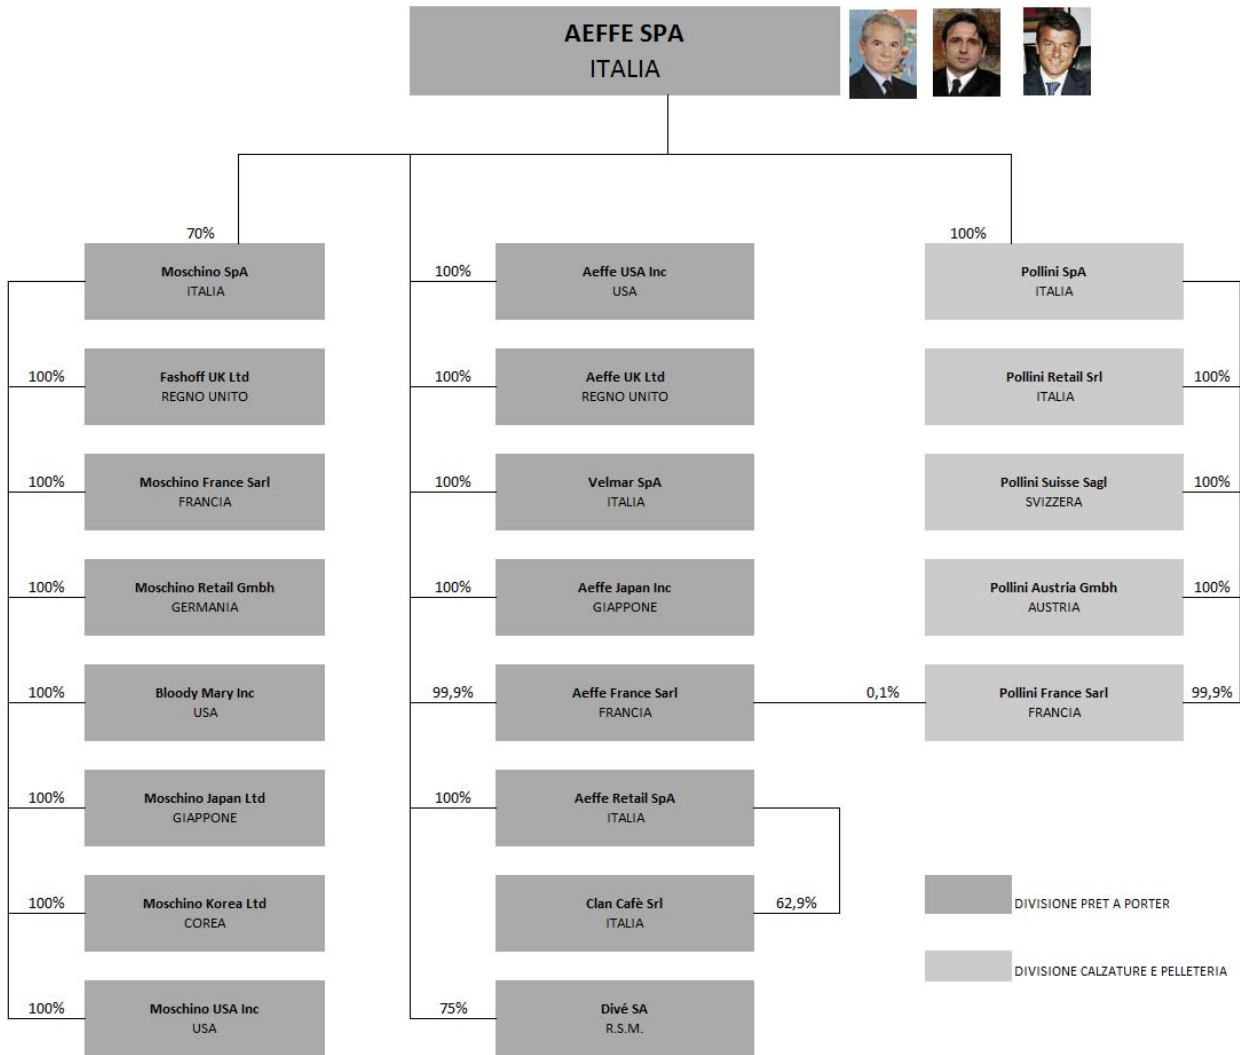 AEFFE SPA
ITALIA
70%
100%
Moschino SpA
ITALIA
100%
Aeffe USA Inc
USA
Pollini SpA
ITALIA
100%
Fashoff UK Ltd
REGNO UNITO
100%
Aeffe UK Ltd
REGNO UNITO
Pollini Retail Srl
ITALIA
100%
100%
Moschino France Sarl
FRANCIA
100%
Velmar SpA
ITALIA
Pollini Suisse Sagl
SVIZZERA
100%
100%
Moschino Retail Gmbh
GERMANIA
100%
Aeffe Japan Inc
GIAPPONE
Pollini Austria Gmbh
AUSTRIA
100%
100%
Bloody Mary Inc
USA
99,9%
Aeffe France Sarl
FRANCIA
0,1%
Pollini France Sarl
FRANCIA
99,9%
100%
Moschino Japan Ltd
GIAPPONE
100%
Aeffe Retail SpA
ITALIA
100%
Moschino Korea Ltd
COREA
Clan Cafè Srl
ITALIA
62,9%
DIVISIONE PRET A PORTER
DIVISIONE CALZATURE E PELLETERIA
100%
Moschino USA Inc
USA
75%
Divé SA
R.S.M.